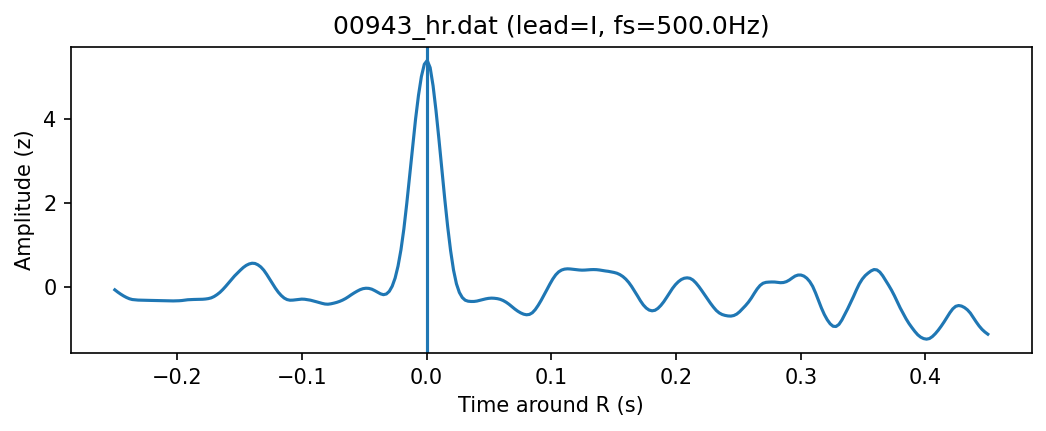 00943_hr.dat (lead=I, fs=500.0Hz)
Amplitude (z)
4
2
0
−0.2 −0.1 0.0 0.1 0.2 0.3 0.4
Time around R (s)